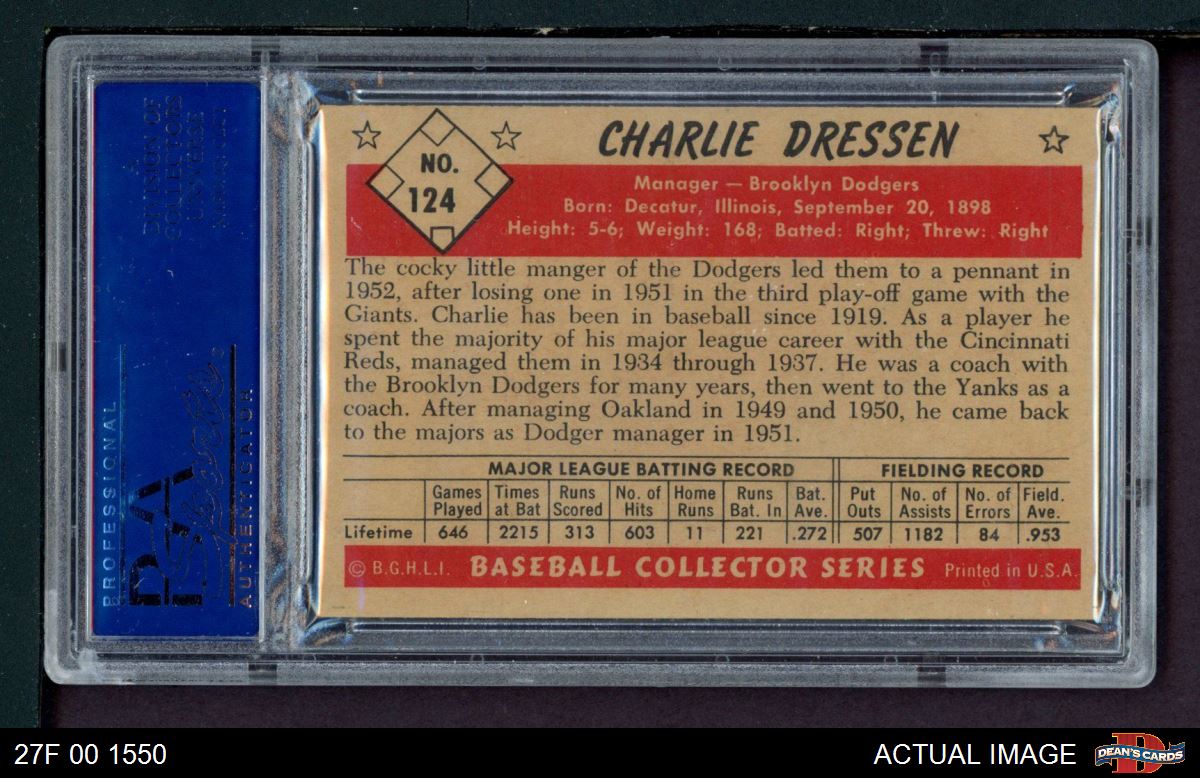 CHARLIE DRESSEN
NO.
124
Manager — Brooklyn Dodgers
Born: Decatur, Illinois, September 20, 1898
Height: 5-6; Weight: 168; Batted: Right; Threw: Right
The cocky little manger of the Dodgers led them to a pennant in
1952, after losing one in 1951 in the third play-off game with the
Giants. Charlie has been in baseball since 1919. As a player he
spent the majority of his major league career with the Cincinnati
Reds, managed them in 1934 through 1937. He was a coach with
the Brooklyn Dodgers for many years, then went to the Yanks as a
coach. After managing Oakland in 1949 and 1950, he came back
to the majors as Dodger manager in 1951.
MAJOR LEAGUE BATTING RECORD FIELDING RECORD
Games Times Runs No. of Home Runs Bat. Put No. of No. of Field.
Played at Bat Scored Hits Runs Bat. In Ave. Outs Assists Errors Ave.
Lifetime 646 2215 313 603 11 221 .272 507 1182 84 .953
© B.G.H.L.I. BASEBALL COLLECTOR SERIES Printed in U.S.A.
DIVISION OF
COLLECTORS
UNIVERSE
PROFESSIONAL
PSA
Sports
AUTHENTICATOR
27F 00 1550
ACTUAL IMAGE
DEAN'S CARDS